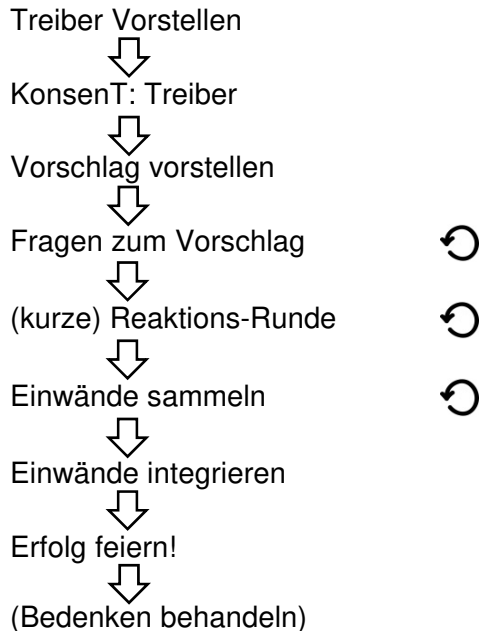 Treiber Vorstellen
KonsenT: Treiber
Vorschlag vorstellen
Fragen zum Vorschlag
(kurze) Reaktions-Runde
Einwände sammeln
Einwände integrieren
Erfolg feiern!
(Bedenken behandeln)